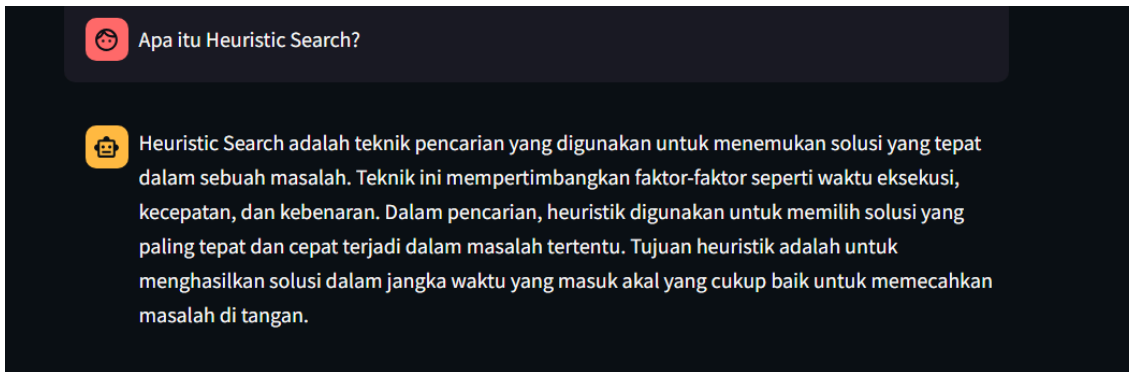 Apa itu Heuristic Search?
Heuristic Search adalah teknik pencarian yang digunakan untuk menemukan solusi yang tepat
dalam sebuah masalah. Teknik ini mempertimbangkan faktor-faktor seperti waktu eksekusi,
kecepatan, dan kebenaran. Dalam pencarian, heuristik digunakan untuk memilih solusi yang
paling tepat dan cepat terjadi dalam masalah tertentu. Tujuan heuristik adalah untuk
menghasilkan solusi dalam jangka waktu yang masuk akal yang cukup baik untuk memecahkan
masalah di tangan.